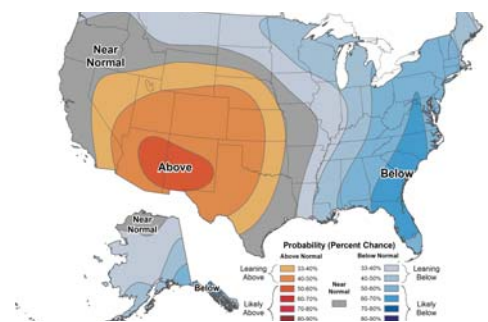 Near
Normal
Above
Below
Near
Normal
Below
Probability (Percent Chance)
Above Normal
Below Normal
Leaning
Above
33-40%
40-50%
Likely
Above
50-60%
60-70%
70-80%
80-90%
Near
Normal
33-40%
40-50%
Leaning
Below
50-60%
60-70%
70-80%
80-90%
Likely
Below